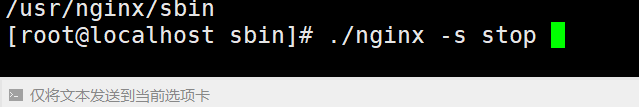 /usr/nginx/sbin
[root@localhost sbin]# ./nginx -s stop
仅将文本发送到当前选项卡